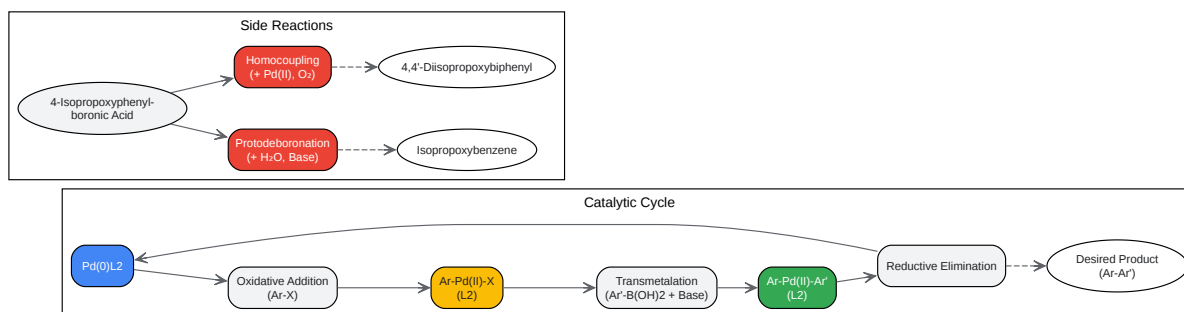 Side Reactions
Homocoupling
(+ Pd(II), O₂)
4,4'-Diisopropoxybiphenyl
4-Isopropoxyphenyl-
boronic Acid
Protodeboronation
(+ H₂O, Base)
Isopropoxybenzene
Catalytic Cycle
Pd(0)L2
Oxidative Addition
(Ar-X)
Ar-Pd(II)-X
(L2)
Transmetalation
(Ar'-B(OH)2 + Base)
Ar-Pd(II)-Ar'
(L2)
Reductive Elimination
Desired Product
(Ar-Ar')